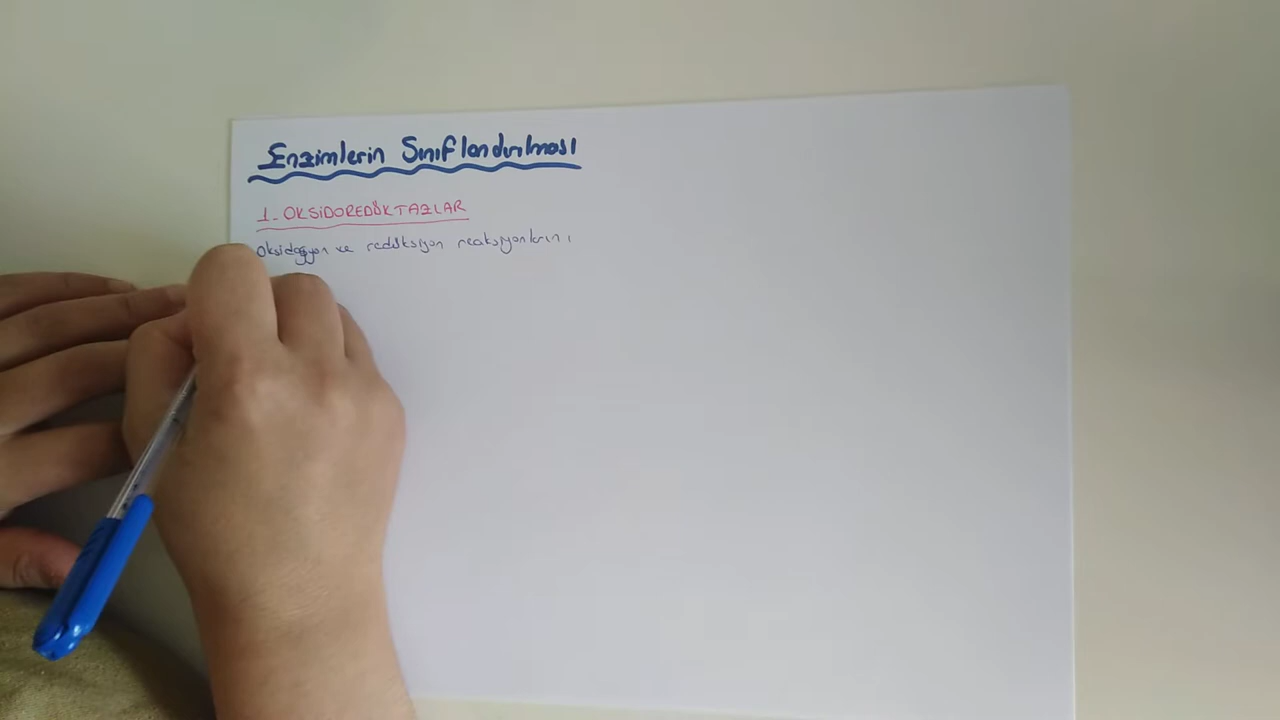 Enzimlerin Sınıflandırılması
1- OKSİDOREDÜKTAZLAR
Oksidasyon ve redüksiyon reaksiyonlarını